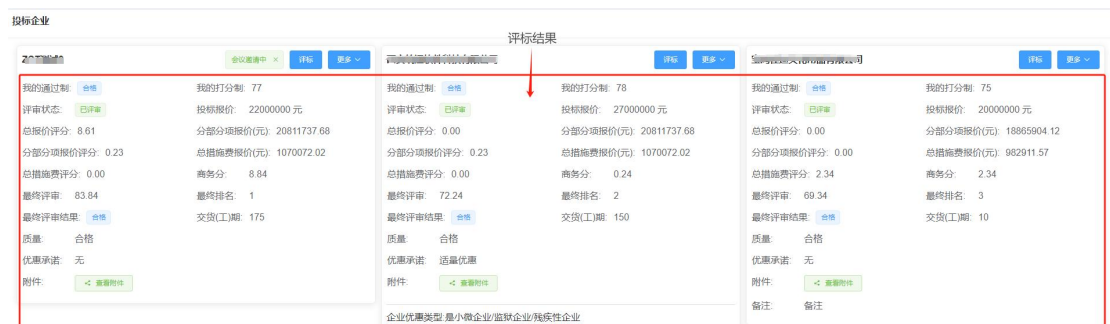 投标企业
评标结果
会议邀请中 × 评标 更多
我的通过制: 合格 我的打分制: 77
评审状态: 已评审 投标报价: 22000000 元
总报价评分: 8.61 分部分项报价(元): 20811737.68
分部分项报价评分: 0.23 总措施费报价(元): 1070072.02
总措施费评分: 0.00 商务分: 8.84
最终评审: 83.84 最终排名: 1
最终评审结果: 合格 交货(工)期: 175
质量: 合格
优惠承诺: 无
附件: 查看附件
评标 更多
我的通过制: 合格 我的打分制: 78
评审状态: 已评审 投标报价: 27000000 元
总报价评分: 0.00 分部分项报价(元): 20811737.68
分部分项报价评分: 0.23 总措施费报价(元): 1070072.02
总措施费评分: 0.00 商务分: 0.24
最终评审: 72.24 最终排名: 2
最终评审结果: 合格 交货(工)期: 150
质量: 合格
优惠承诺: 适量优惠
附件: 查看附件
企业优惠类型:是小微企业/监狱企业/残疾性企业
评标 更多
我的通过制: 合格 我的打分制: 75
评审状态: 已评审 投标报价: 20000000 元
总报价评分: 0.00 分部分项报价(元): 18865904.12
分部分项报价评分: 0.00 总措施费报价(元): 982911.57
总措施费评分: 2.34 商务分: 2.34
最终评审: 69.34 最终排名: 3
最终评审结果: 合格 交货(工)期: 10
质量: 合格
优惠承诺: 无
附件: 查看附件
备注: 备注